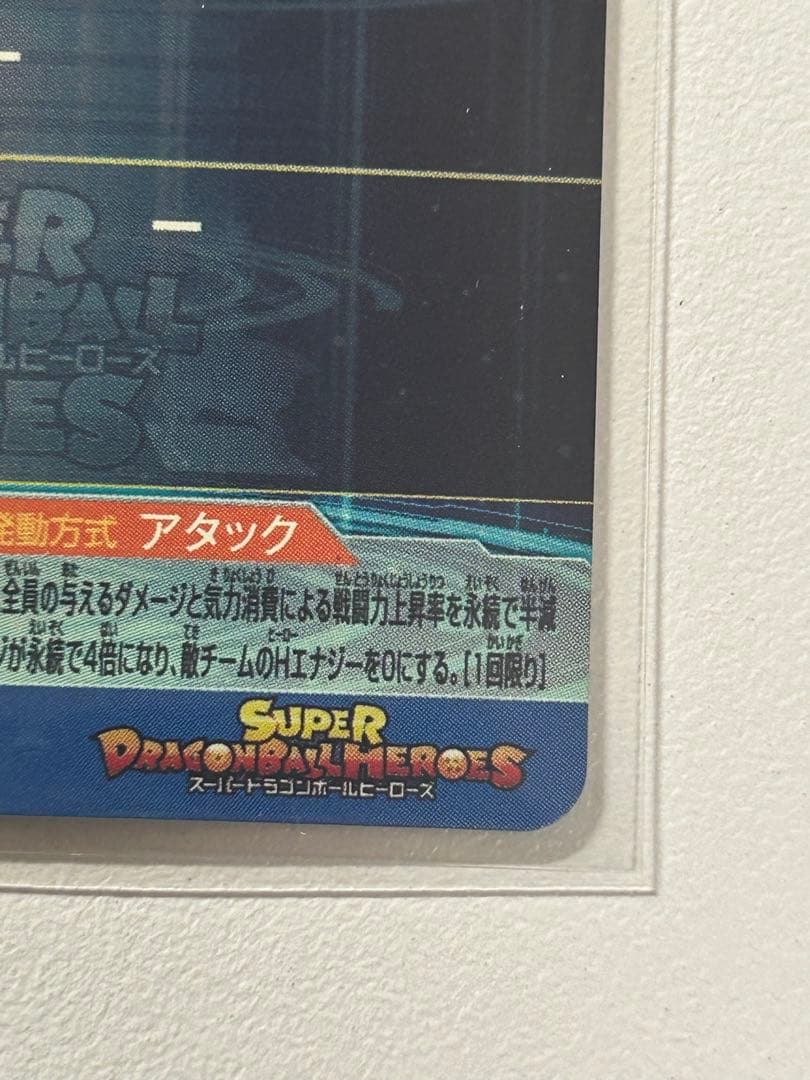 ER
NBALL
ルヒーローズ
OES
発動方式 アタック
全員の与えるダメージと気力消費による戦闘力上昇率を永続で半減
が永続で4倍になり、敵チームのHエナジーを0にする。[1回限り]
SUPER
DRAGONBALL HEROES
スーパードラゴンボールヒーローズ